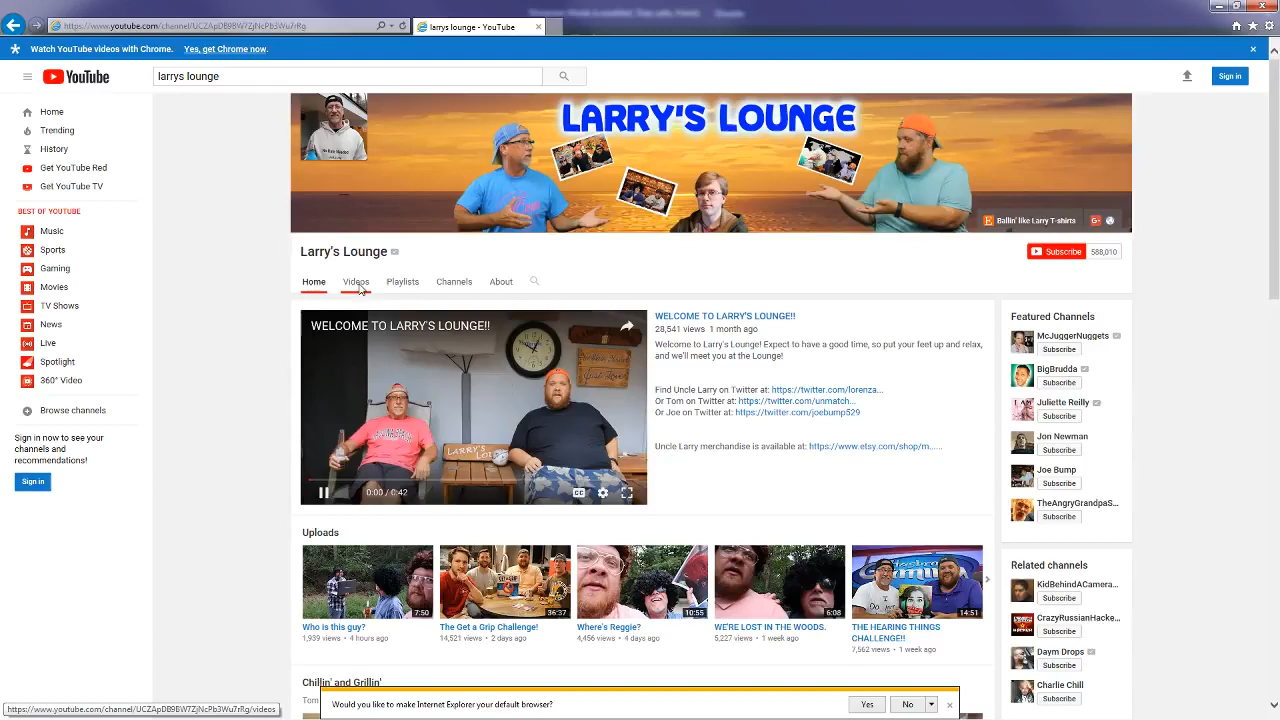 https://www.youtube.com/channel/UCZApDB9BW7ZjNcPb3Wu7rRg
larrys lounge - YouTube
Watch YouTube videos with Chrome. Yes, get Chrome now.
YouTube
larrys lounge
Sign in
Home
Trending
History
Get YouTube Red
Get YouTube TV
BEST OF YOUTUBE
Music
Sports
Gaming
Movies
TV Shows
News
Live
Spotlight
360° Video
Browse channels
Sign in now to see your
channels and
recommendations!
Sign in
LARRY'S LOUNGE
Ballin' like Larry T-shirts
Larry's Lounge
Subscribe 588,010
Home Videos Playlists Channels About
WELCOME TO LARRY'S LOUNGE!!
0:00 / 0:42
CC
WELCOME TO LARRY'S LOUNGE!!
28,541 views 1 month ago
Welcome to Larry's Lounge! Expect to have a good time, so put your feet up and relax,
and we'll meet you at the Lounge!
Find Uncle Larry on Twitter at: https://twitter.com/lorenza...
Or Tom on Twitter at: https://twitter.com/unmatch...
Or Joe on Twitter at: https://twitter.com/joebump529
Uncle Larry merchandise is available at: https://www.etsy.com/shop/m......
Featured Channels
McJuggerNuggets
Subscribe
BigBrudda
Subscribe
Juliette Reilly
Subscribe
Jon Newman
Subscribe
Joe Bump
Subscribe
TheAngryGrandpaS...
Subscribe
Uploads
7:50
Who is this guy?
1,939 views • 4 hours ago
36:37
The Get a Grip Challenge!
14,521 views • 2 days ago
10:55
Where's Reggie?
4,456 views • 4 days ago
6:08
WE'RE LOST IN THE WOODS.
5,227 views • 1 week ago
14:51
THE HEARING THINGS
CHALLENGE!!
7,562 views • 1 week ago
Related channels
KidBehindACamera...
Subscribe
CrazyRussianHacke...
Subscribe
Daym Drops
Subscribe
Charlie Chill
Subscribe
Chillin' and Grillin'
Tom
Would you like to make Internet Explorer your default browser?
Yes No
https://www.youtube.com/channel/UCZApDB9BW7ZjNcPb3Wu7rRg/videos